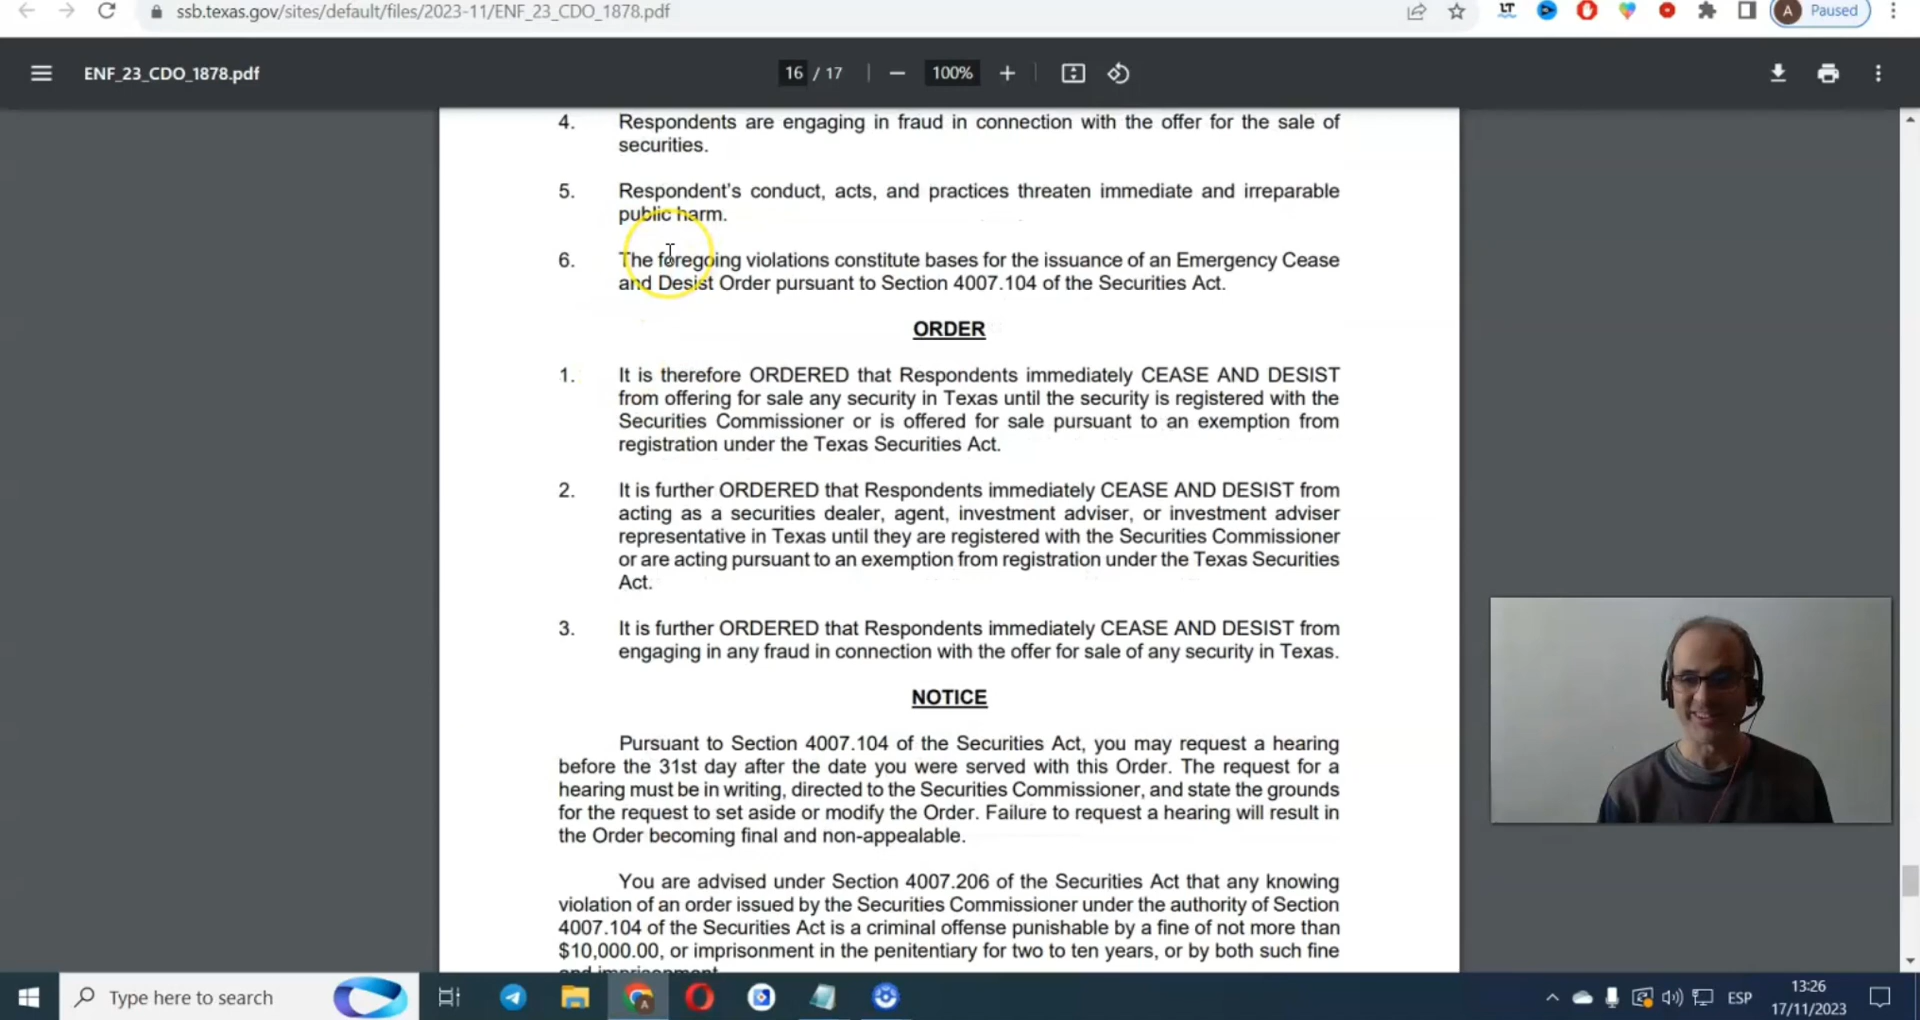 ssb.texas.gov/sites/default/files/2023-11/ENF_23_CDO_1878.pdf
LT
A
Paused
ENF_23_CDO_1878.pdf
16 / 17
100%
4. Respondents are engaging in fraud in connection with the offer for the sale of
securities.
5. Respondent's conduct, acts, and practices threaten immediate and irreparable
public harm.
6. The foregoing violations constitute bases for the issuance of an Emergency Cease
and Desist Order pursuant to Section 4007.104 of the Securities Act.
ORDER
1. It is therefore ORDERED that Respondents immediately CEASE AND DESIST
from offering for sale any security in Texas until the security is registered with the
Securities Commissioner or is offered for sale pursuant to an exemption from
registration under the Texas Securities Act.
2. It is further ORDERED that Respondents immediately CEASE AND DESIST from
acting as a securities dealer, agent, investment adviser, or investment adviser
representative in Texas until they are registered with the Securities Commissioner
or are acting pursuant to an exemption from registration under the Texas Securities
Act.
3. It is further ORDERED that Respondents immediately CEASE AND DESIST from
engaging in any fraud in connection with the offer for sale of any security in Texas.
NOTICE
Pursuant to Section 4007.104 of the Securities Act, you may request a hearing
before the 31st day after the date you were served with this Order. The request for a
hearing must be in writing, directed to the Securities Commissioner, and state the grounds
for the request to set aside or modify the Order. Failure to request a hearing will result in
the Order becoming final and non-appealable.
You are advised under Section 4007.206 of the Securities Act that any knowing
violation of an order issued by the Securities Commissioner under the authority of Section
4007.104 of the Securities Act is a criminal offense punishable by a fine of not more than
$10,000.00, or imprisonment in the penitentiary for two to ten years, or by both such fine
and imprisonment.
Type here to search
A
ESP
13:26
17/11/2023